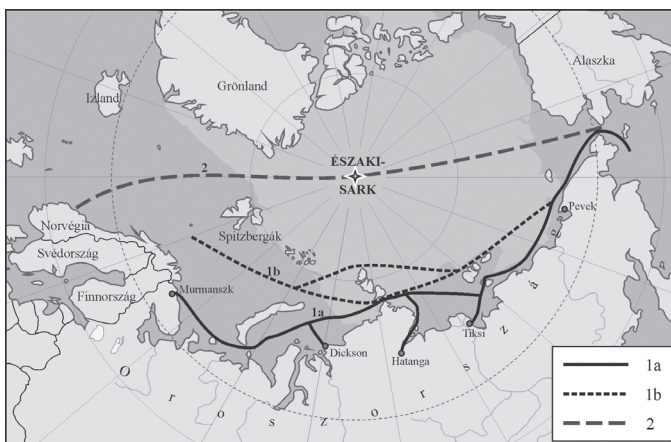 Alaszka
Grönland
Izland
ÉSZAKI-
SARK
2
Pevek
Norvégia
Spitzbergák
Svédország
1b
Finnország
Murmanszk
1a
Tiksi
Dickson
Hatanga
Oroszország
1a
1b
2